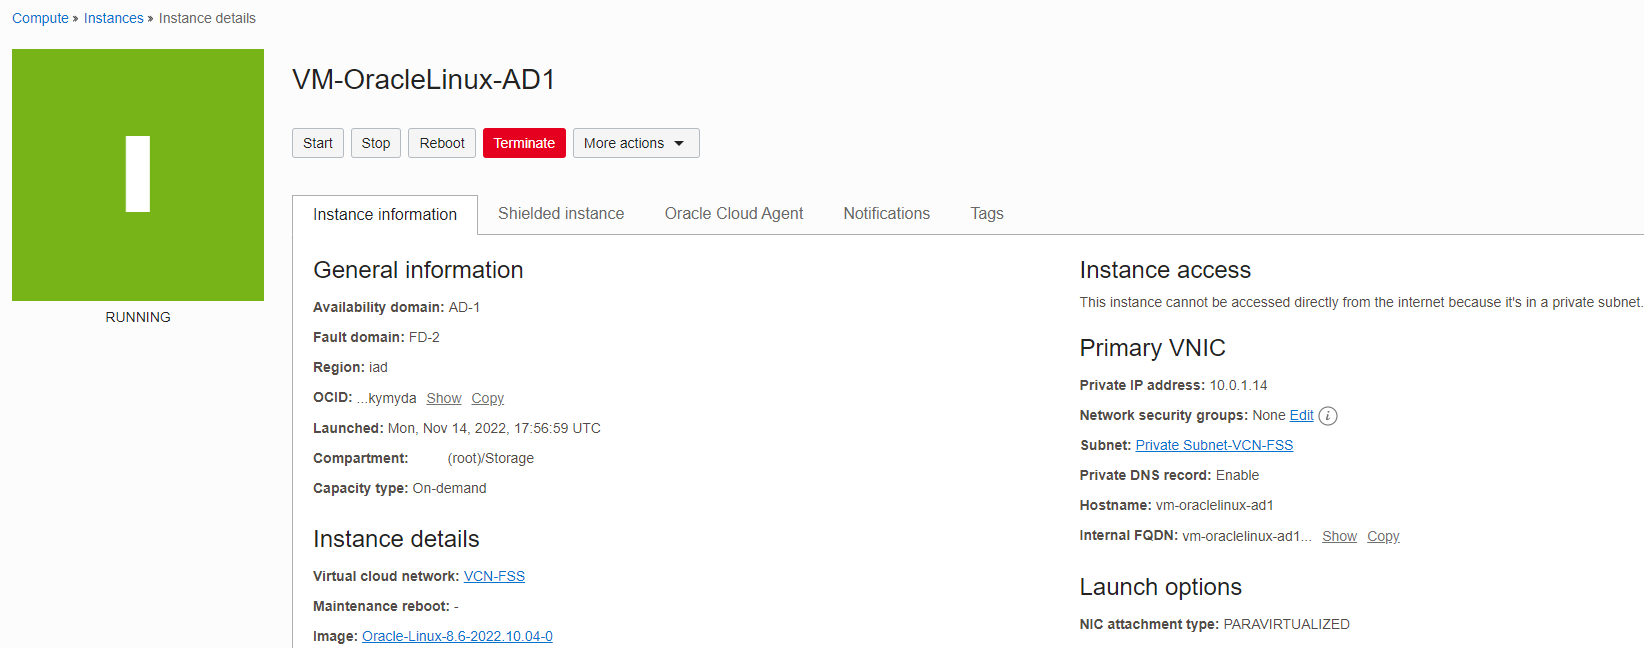 Compute » Instances » Instance details
VM-OracleLinux-AD1
Start Stop Reboot Terminate More actions
RUNNING
Instance information Shielded instance Oracle Cloud Agent Notifications Tags
General information
Availability domain: AD-1
Fault domain: FD-2
Region: iad
OCID: ...kymyda Show Copy
Launched: Mon, Nov 14, 2022, 17:56:59 UTC
Compartment: (root)/Storage
Capacity type: On-demand
Instance details
Virtual cloud network: VCN-FSS
Maintenance reboot: -
Image: Oracle-Linux-8.6-2022.10.04-0
Instance access
This instance cannot be accessed directly from the internet because it's in a private subnet.
Primary VNIC
Private IP address: 10.0.1.14
Network security groups: None Edit i
Subnet: Private Subnet-VCN-FSS
Private DNS record: Enable
Hostname: vm-oraclelinux-ad1
Internal FQDN: vm-oraclelinux-ad1... Show Copy
Launch options
NIC attachment type: PARAVIRTUALIZED